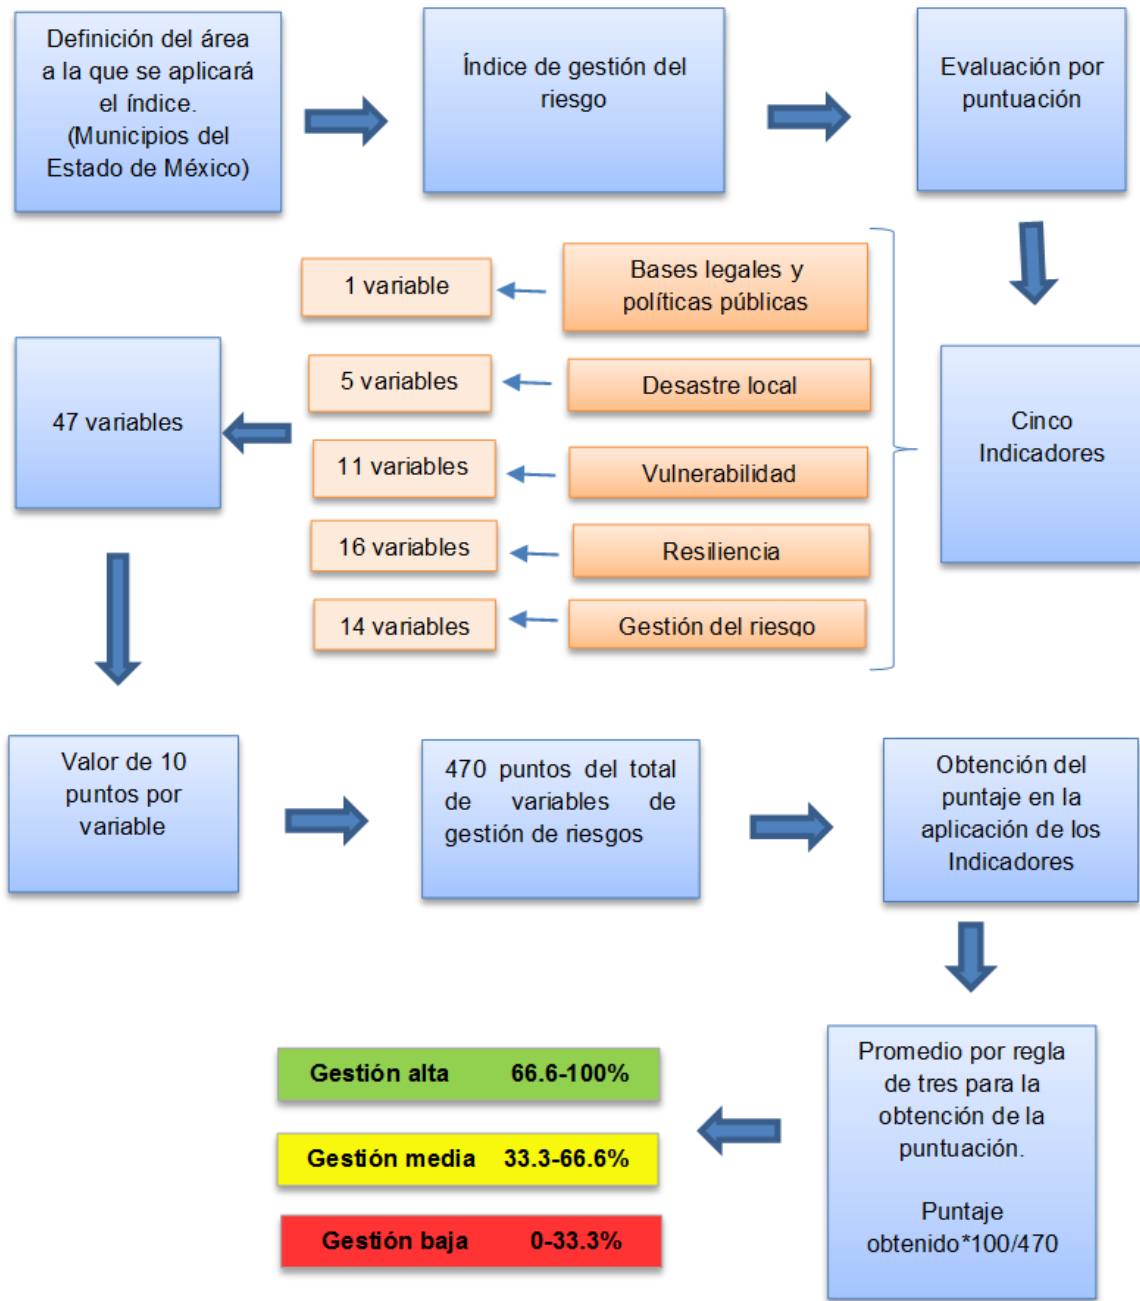 Definición del área
a la que se aplicará
el índice.
(Municipios del
Estado de México)
Índice de gestión del
riesgo
Evaluación por
puntuación
Cinco
Indicadores
Bases legales y
políticas públicas
1 variable
Desastre local
5 variables
Vulnerabilidad
11 variables
Resiliencia
16 variables
Gestión del riesgo
14 variables
47 variables
Valor de 10
puntos por
variable
470 puntos del total
de variables de
gestión de riesgos
Obtención del
puntaje en la
aplicación de los
Indicadores
Promedio por regla
de tres para la
obtención de la
puntuación.
Puntaje
obtenido*100/470
Gestión alta 66.6-100%
Gestión media 33.3-66.6%
Gestión baja 0-33.3%